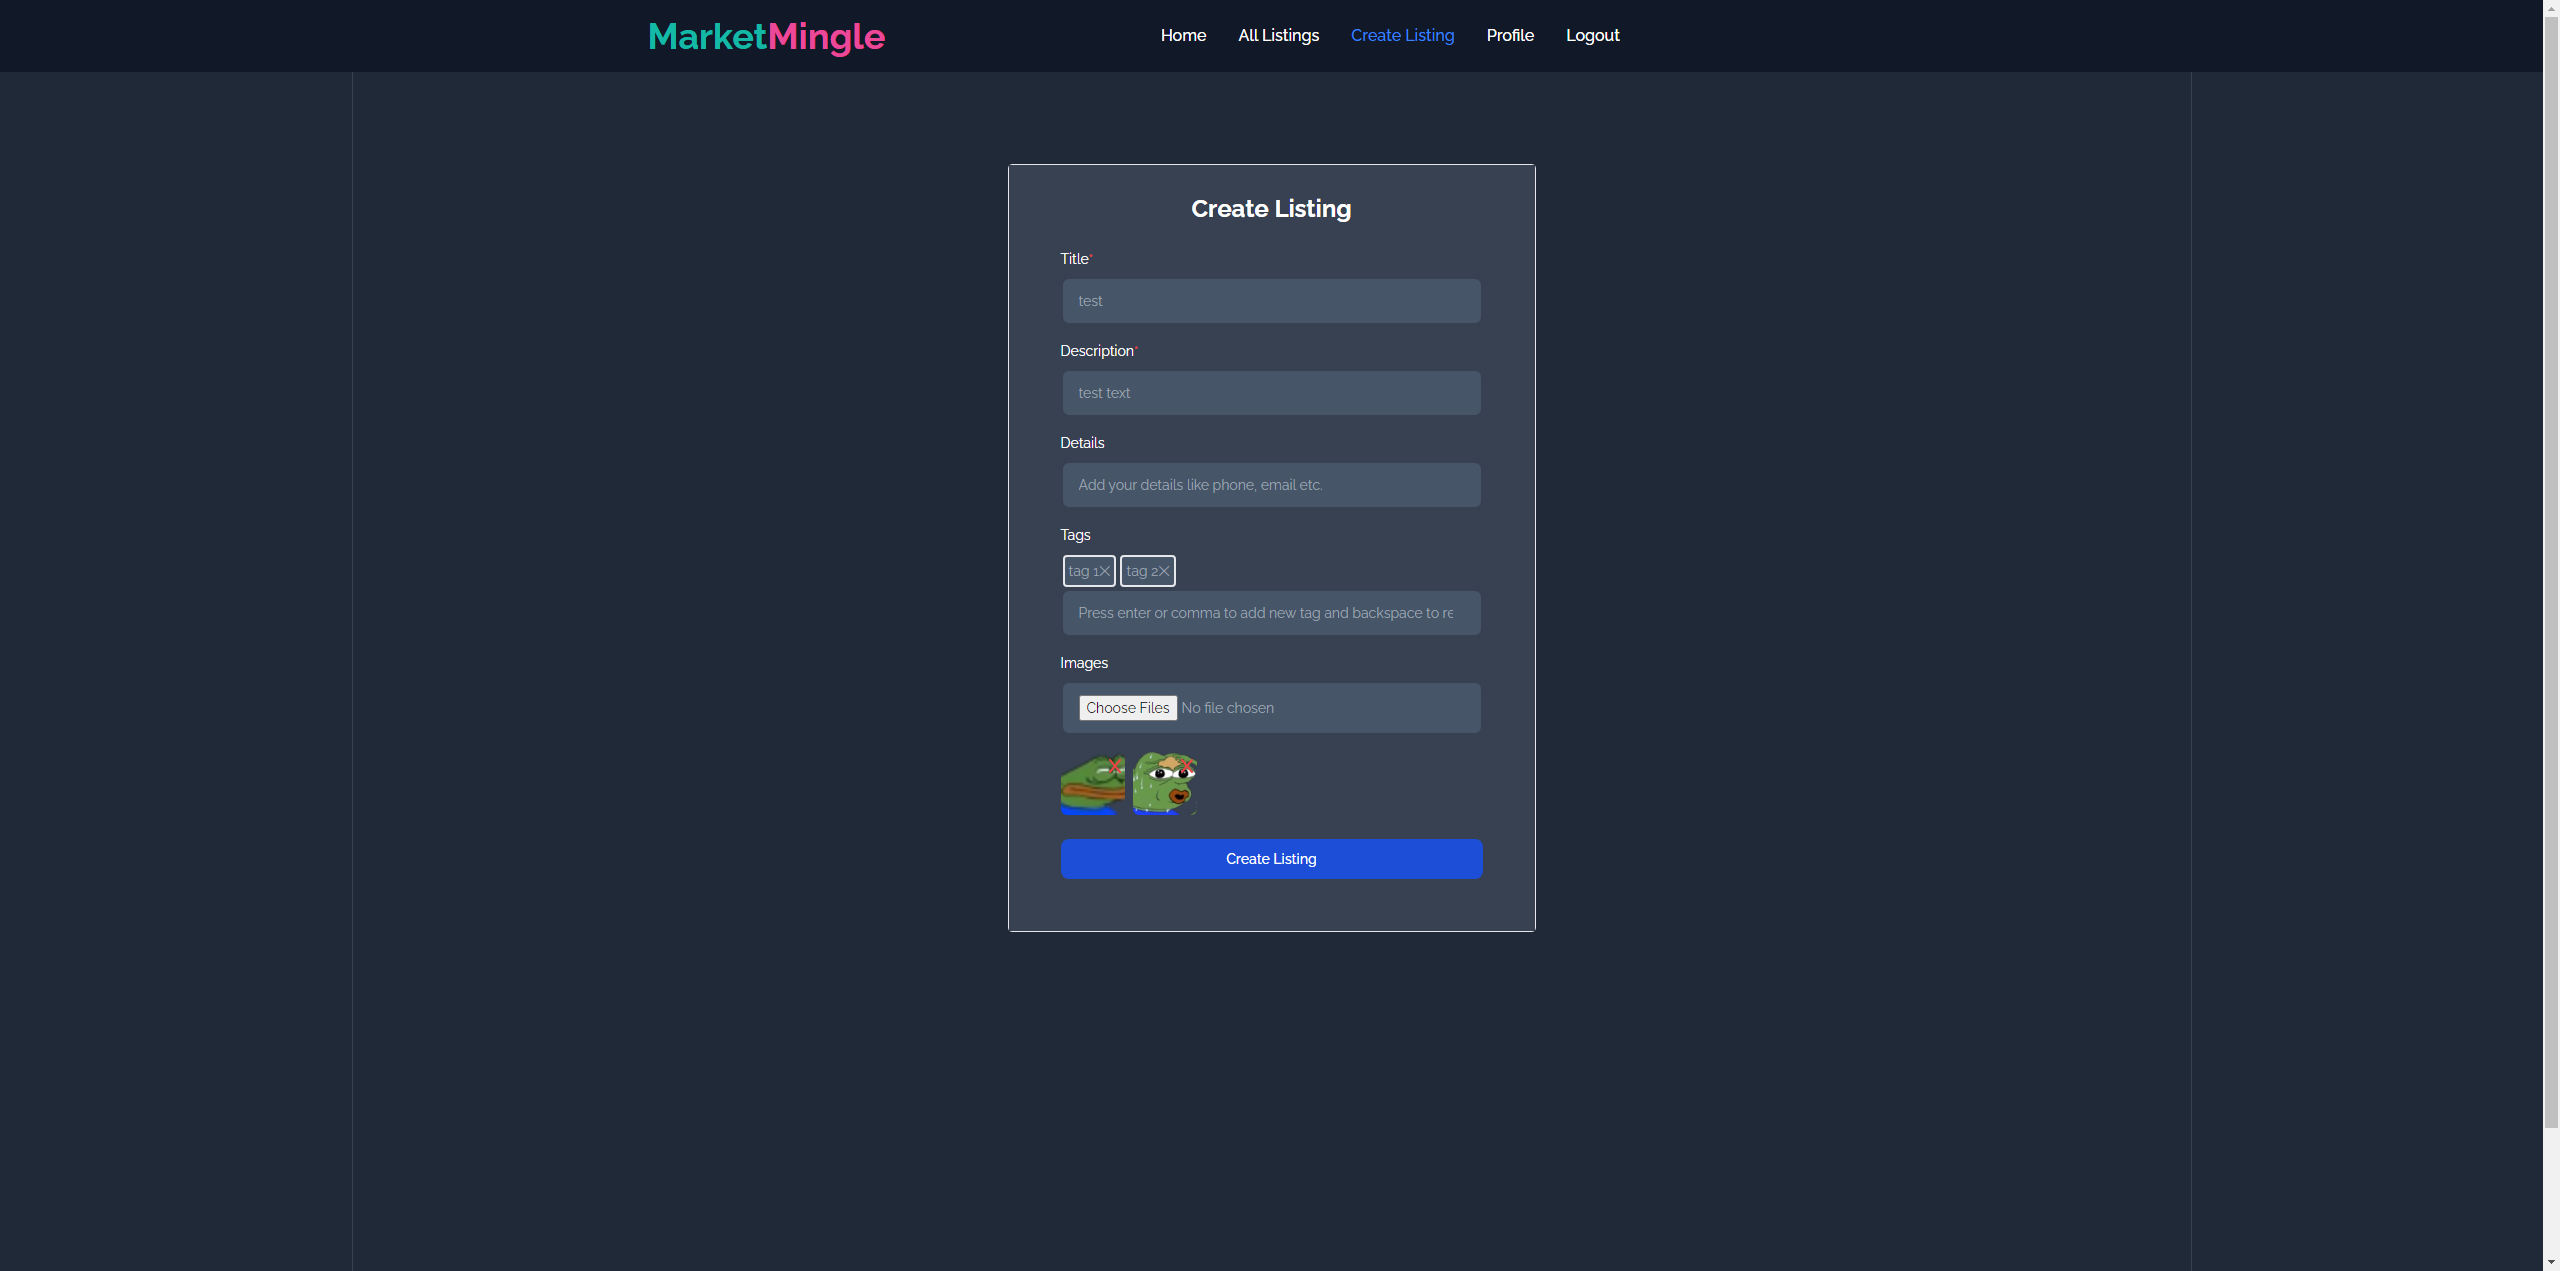 MarketMingle
Home All Listings Create Listing Profile Logout
Create Listing
Title*
test
Description*
test text
Details
Add your details like phone, email etc.
Tags
tag 1 tag 2
Press enter or comma to add new tag and backspace to re
Images
Choose Files No file chosen
Create Listing